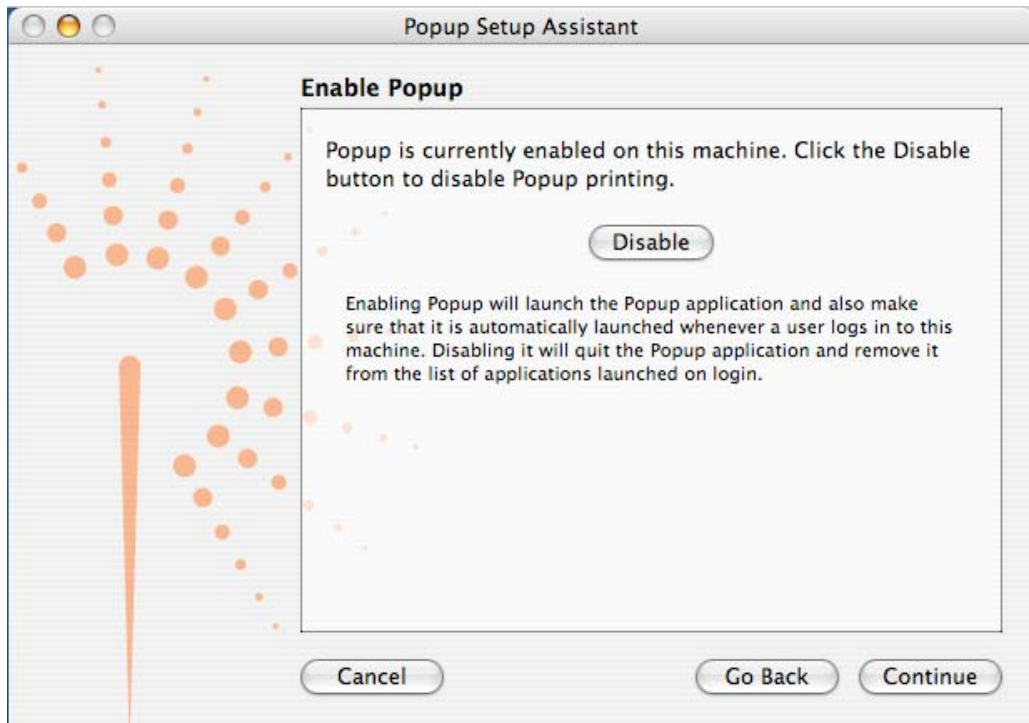 Popup Setup Assistant
Enable Popup
Popup is currently enabled on this machine. Click the Disable
button to disable Popup printing.
Disable
Enabling Popup will launch the Popup application and also make
sure that it is automatically launched whenever a user logs in to this
machine. Disabling it will quit the Popup application and remove it
from the list of applications launched on login.
Cancel
Go Back
Continue